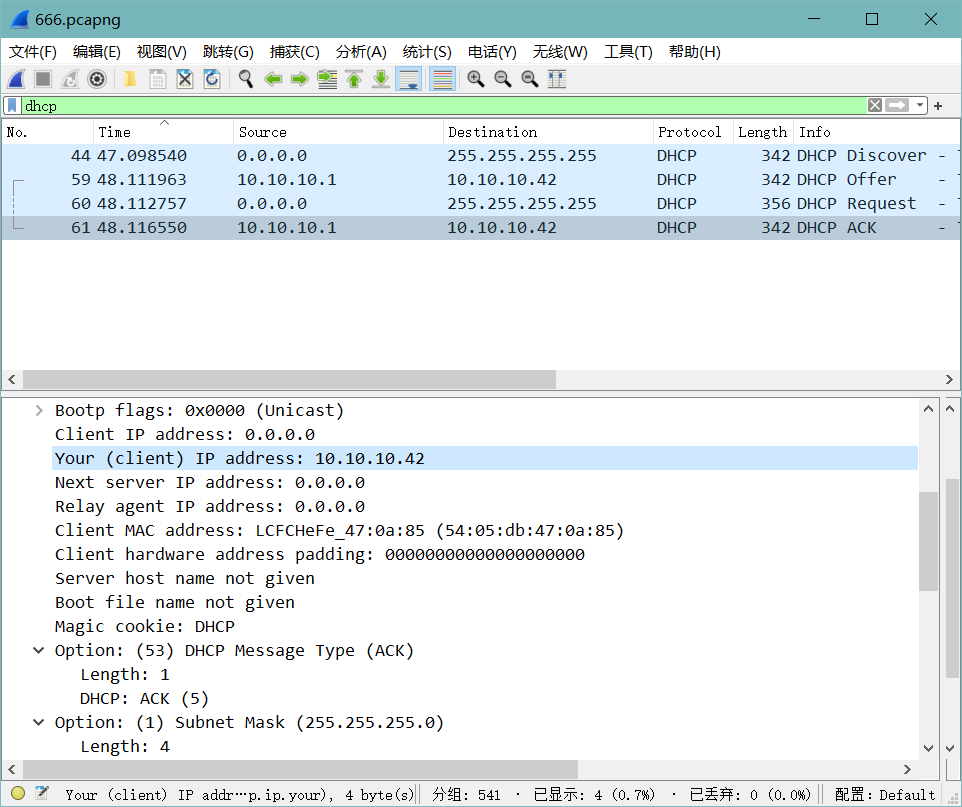 666.pcapng
文件(F) 编辑(E) 视图(V) 跳转(G) 捕获(C) 分析(A) 统计(S) 电话(Y) 无线(W) 工具(T) 帮助(H)
dhcp
No. Time Source Destination Protocol Length Info
44 47.098540 0.0.0.0 255.255.255.255 DHCP 342 DHCP Discover -
59 48.111963 10.10.10.1 10.10.10.42 DHCP 342 DHCP Offer -
60 48.112757 0.0.0.0 255.255.255.255 DHCP 356 DHCP Request -
61 48.116550 10.10.10.1 10.10.10.42 DHCP 342 DHCP ACK -
Bootp flags: 0x0000 (Unicast)
Client IP address: 0.0.0.0
Your (client) IP address: 10.10.10.42
Next server IP address: 0.0.0.0
Relay agent IP address: 0.0.0.0
Client MAC address: LCFCHeFe_47:0a:85 (54:05:db:47:0a:85)
Client hardware address padding: 00000000000000000000
Server host name not given
Boot file name not given
Magic cookie: DHCP
Option: (53) DHCP Message Type (ACK)
Length: 1
DHCP: ACK (5)
Option: (1) Subnet Mask (255.255.255.0)
Length: 4
Your (client) IP addr…p.ip.your), 4 byte(s) 分组: 541 · 已显示: 4 (0.7%) · 已丢弃: 0 (0.0%) 配置: Default